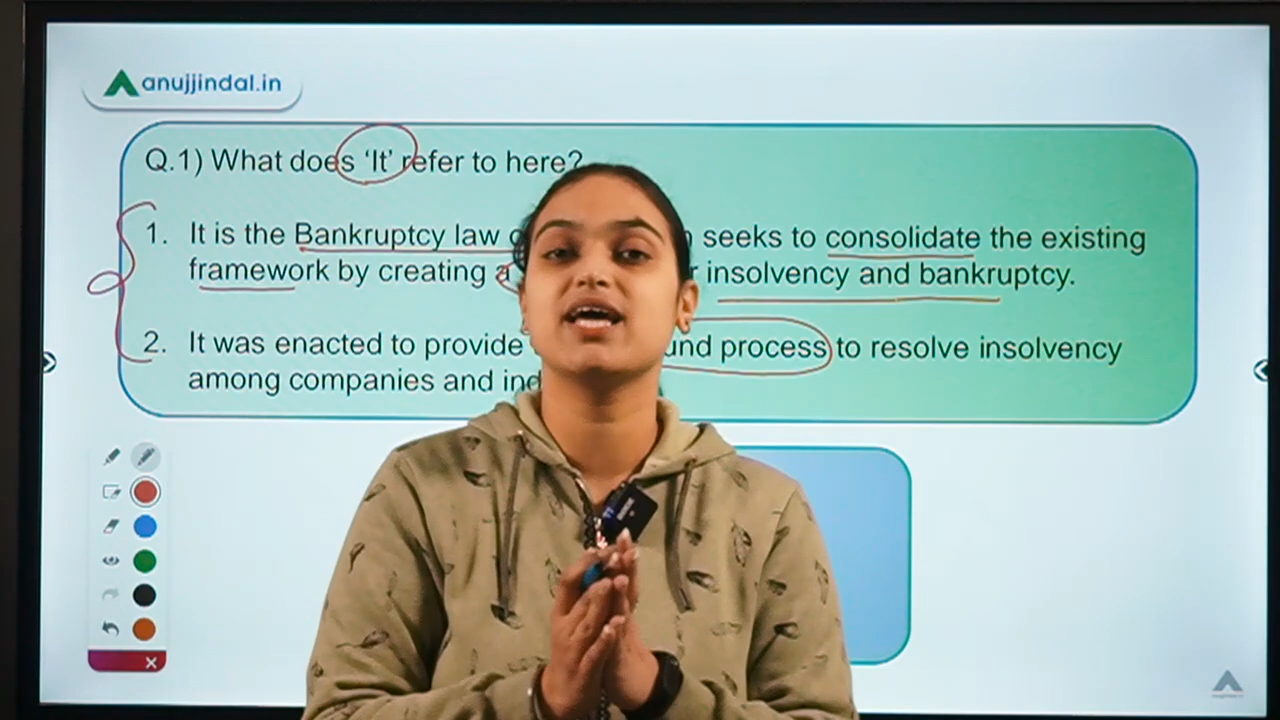 anujjindal.in
Q.1) What does 'It' refer to here?
1. It is the Bankruptcy law seeks to consolidate the existing
framework by creating a insolvency and bankruptcy.
2. It was enacted to provide process to resolve insolvency
among companies and